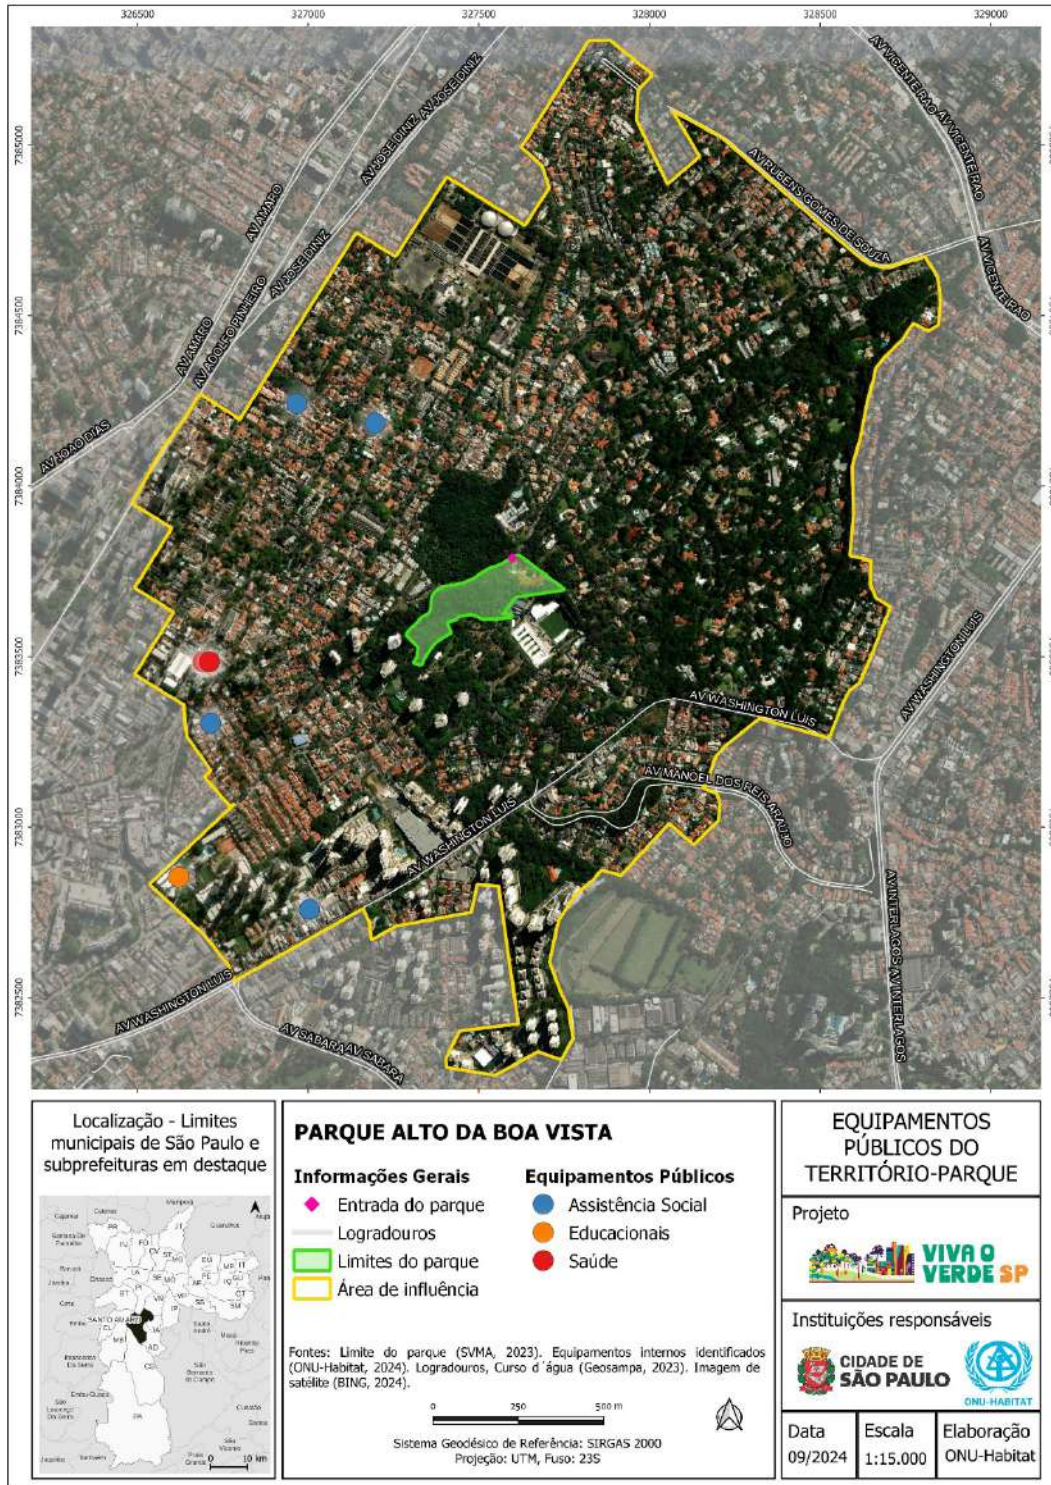 326500 327000 327500 328000 328500 329000
7385000
7384500
7384000
7383500
7383000
7382500
AV JOSE DINIZ
AV JOSE DINIZ
AV JOSE DINIZ
AV AMARO
AV AMARO
AV ADOLFO PINHEIRO
AV JOAO DIAS
AV VICENTE RAO
AV VICENTE RAO
AV VICENTE RAO
AV RUBENS GOMES DE SOUZA
AV WASHINGTON LUIS
AV WASHINGTON LUIS
AV MANOEL DOS REIS ARAUJO
AV WASHINGTON LUIS
AV WASHINGTON LUIS
AV INTERLAGOS
AV INTERLAGOS
AV SABARA
AV SABARA
Localização - Limites
municipais de São Paulo e
subprefeituras em destaque
SANTO AMARO
0 10 km
PARQUE ALTO DA BOA VISTA
Informações Gerais
Entrada do parque
Logradouros
Limites do parque
Área de influência
Equipamentos Públicos
Assistência Social
Educacionais
Saúde
Fontes: Limite do parque (SVMA, 2023). Equipamentos internos identificados
(ONU-Habitat, 2024). Logradouros, Curso d´água (Geosampa, 2023). Imagem de
satélite (BING, 2024).
0 250 500 m
Sistema Geodésico de Referência: SIRGAS 2000
Projeção: UTM, Fuso: 23S
EQUIPAMENTOS
PÚBLICOS DO
TERRITÓRIO-PARQUE
Projeto
VIVA O
VERDE SP
Instituições responsáveis
CIDADE DE
SÃO PAULO
ONU-HABITAT
Data
09/2024
Escala
1:15.000
Elaboração
ONU-Habitat